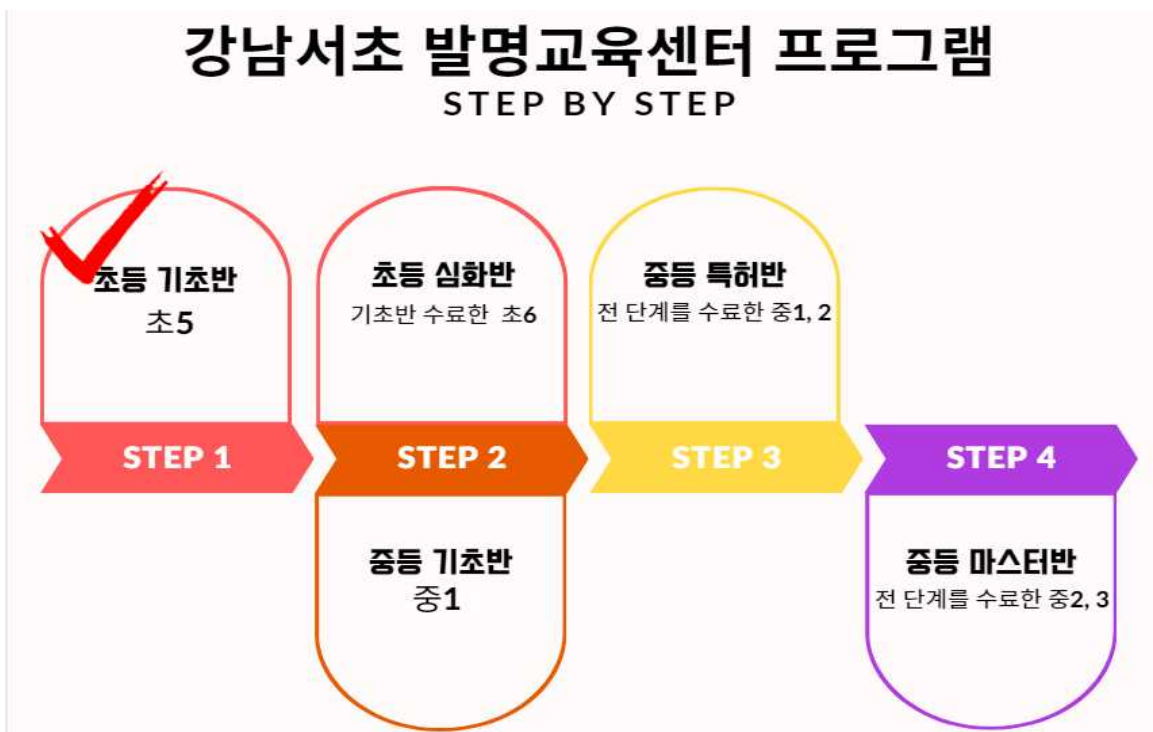 강남서초 발명교육센터 프로그램
STEP BY STEP
초등 기초반
초5
초등 심화반
기초반 수료한 초6
중등 특허반
전 단계를 수료한 중1, 2
STEP 1
STEP 2
STEP 3
STEP 4
중등 기초반
중1
중등 마스터반
전 단계를 수료한 중2, 3